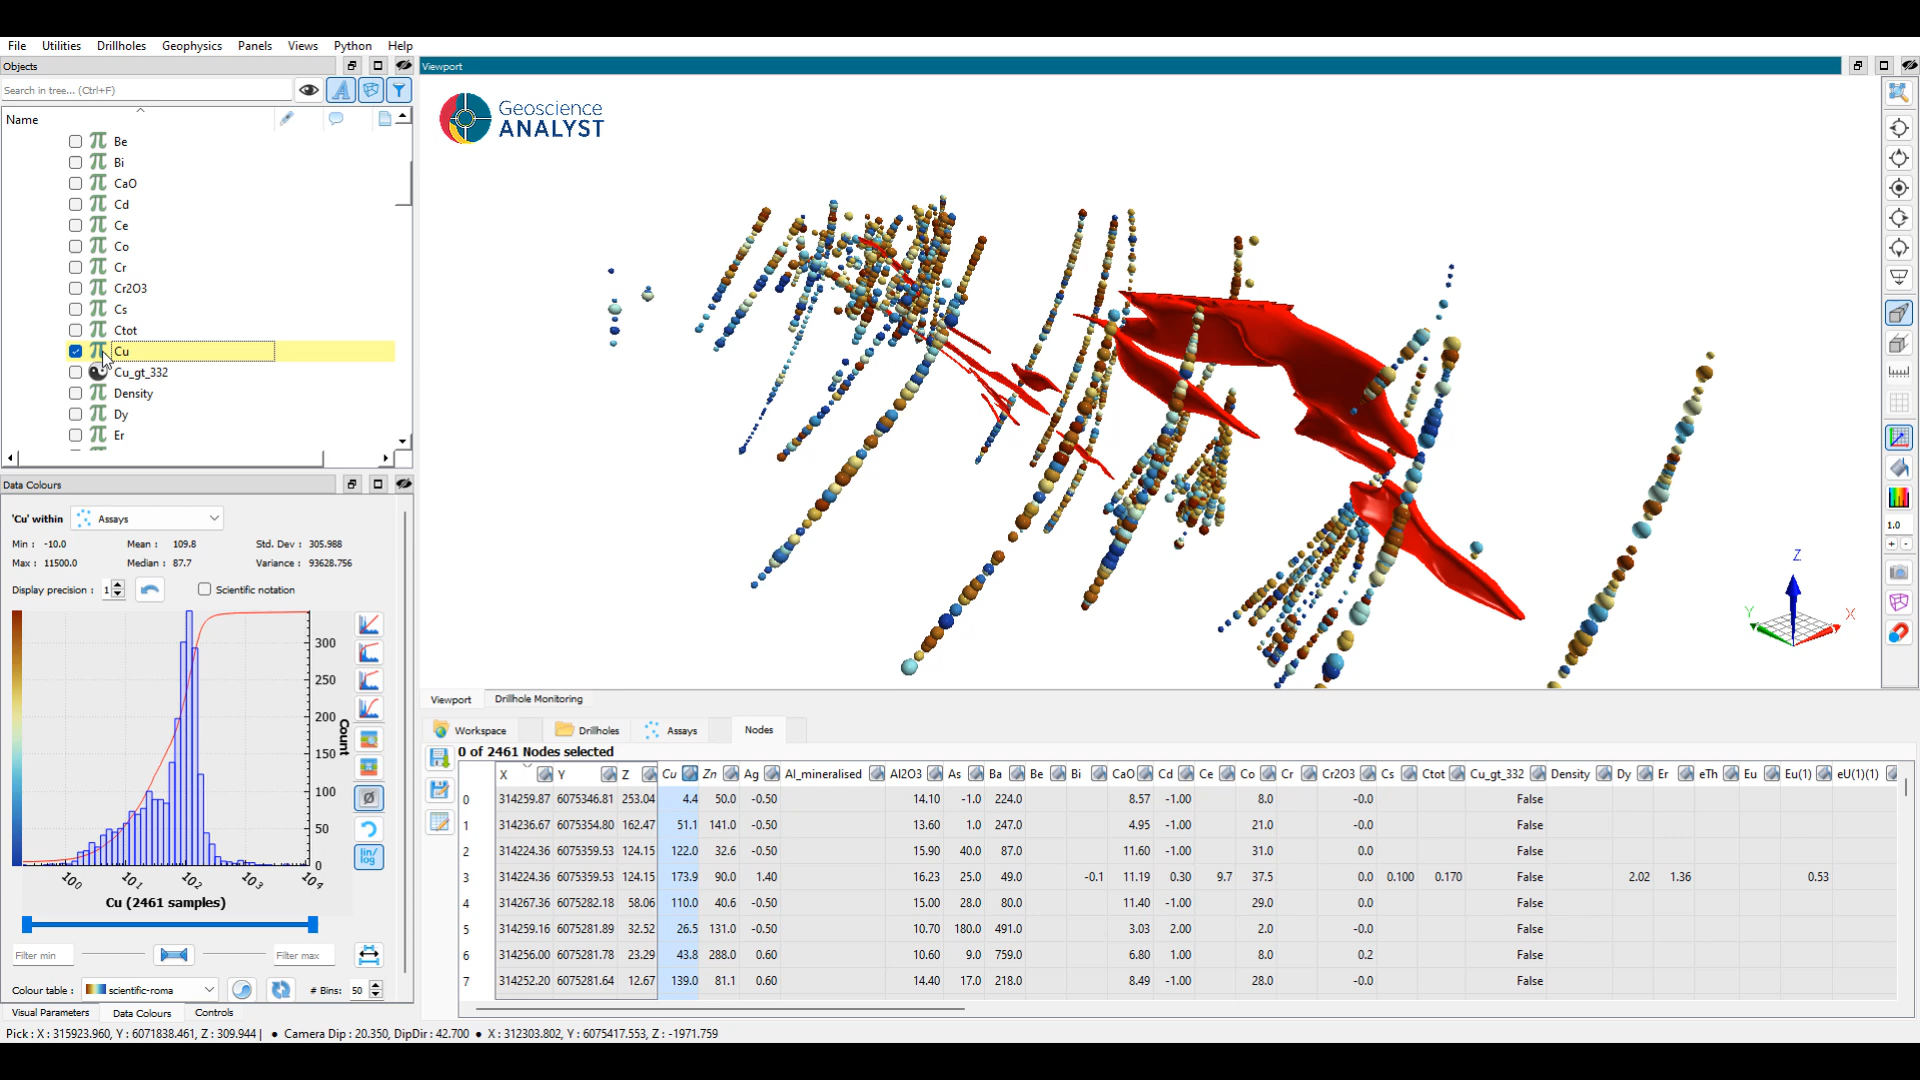 File Utilities Drillholes Geophysics Panels Views Python Help
Objects
Search in tree... (Ctrl+F)
Name
Be
Bi
CaO
Cd
Ce
Co
Cr
Cr2O3
Cs
Ctot
Cu
Cu_gt_332
Density
Dy
Er
Data Colours
'Cu' within Assays
Min : -10.0 Mean : 109.8 Std. Dev : 305.988
Max : 11500.0 Median : 87.7 Variance : 93628.756
Display precision : 1 Scientific notation
300
250
200
150
100
50
0
Count
10^0 10^1 10^2 10^3 10^4
Cu (2461 samples)
lin/
log
Filter min Filter max
Colour table : scientific-roma # Bins: 50
Visual Parameters Data Colours Controls
Viewport
Geoscience
ANALYST
Z
Y X
1.0
+ -
Viewport Drillhole Monitoring
Workspace Drillholes Assays Nodes
0 of 2461 Nodes selected
X Y Z Cu Zn Ag Al_mineralised Al2O3 As Ba Be Bi CaO Cd Ce Co Cr Cr2O3 Cs Ctot Cu_gt_332 Density Dy Er eTh Eu Eu(1) eU(1)(1)
0 314259.87 6075346.81 253.04 4.4 50.0 -0.50 14.10 -1.0 224.0 8.57 -1.00 8.0 -0.0 False
1 314236.67 6075354.80 162.47 51.1 141.0 -0.50 13.60 1.0 247.0 4.95 -1.00 21.0 -0.0 False
2 314224.36 6075359.53 124.15 122.0 32.6 -0.50 15.90 40.0 87.0 11.60 -1.00 31.0 0.0 False
3 314224.36 6075359.53 124.15 173.9 90.0 1.40 16.23 25.0 49.0 -0.1 11.19 0.30 9.7 37.5 0.0 0.100 0.170 False 2.02 1.36 0.53
4 314267.36 6075282.18 58.06 110.0 40.6 -0.50 15.00 28.0 80.0 11.40 -1.00 29.0 0.0 False
5 314259.16 6075281.89 32.52 26.5 131.0 -0.50 10.70 180.0 491.0 3.03 2.00 2.0 -0.0 False
6 314256.00 6075281.78 23.29 43.8 288.0 0.60 10.60 9.0 759.0 6.80 1.00 8.0 0.2 False
7 314252.20 6075281.64 12.67 139.0 81.1 0.60 14.40 17.0 218.0 8.49 -1.00 28.0 -0.0 False
Pick : X : 315923.960, Y : 6071838.461, Z : 309.944 | • Camera Dip : 20.350, DipDir : 42.700 • X : 312303.802, Y : 6075417.553, Z : -1971.759